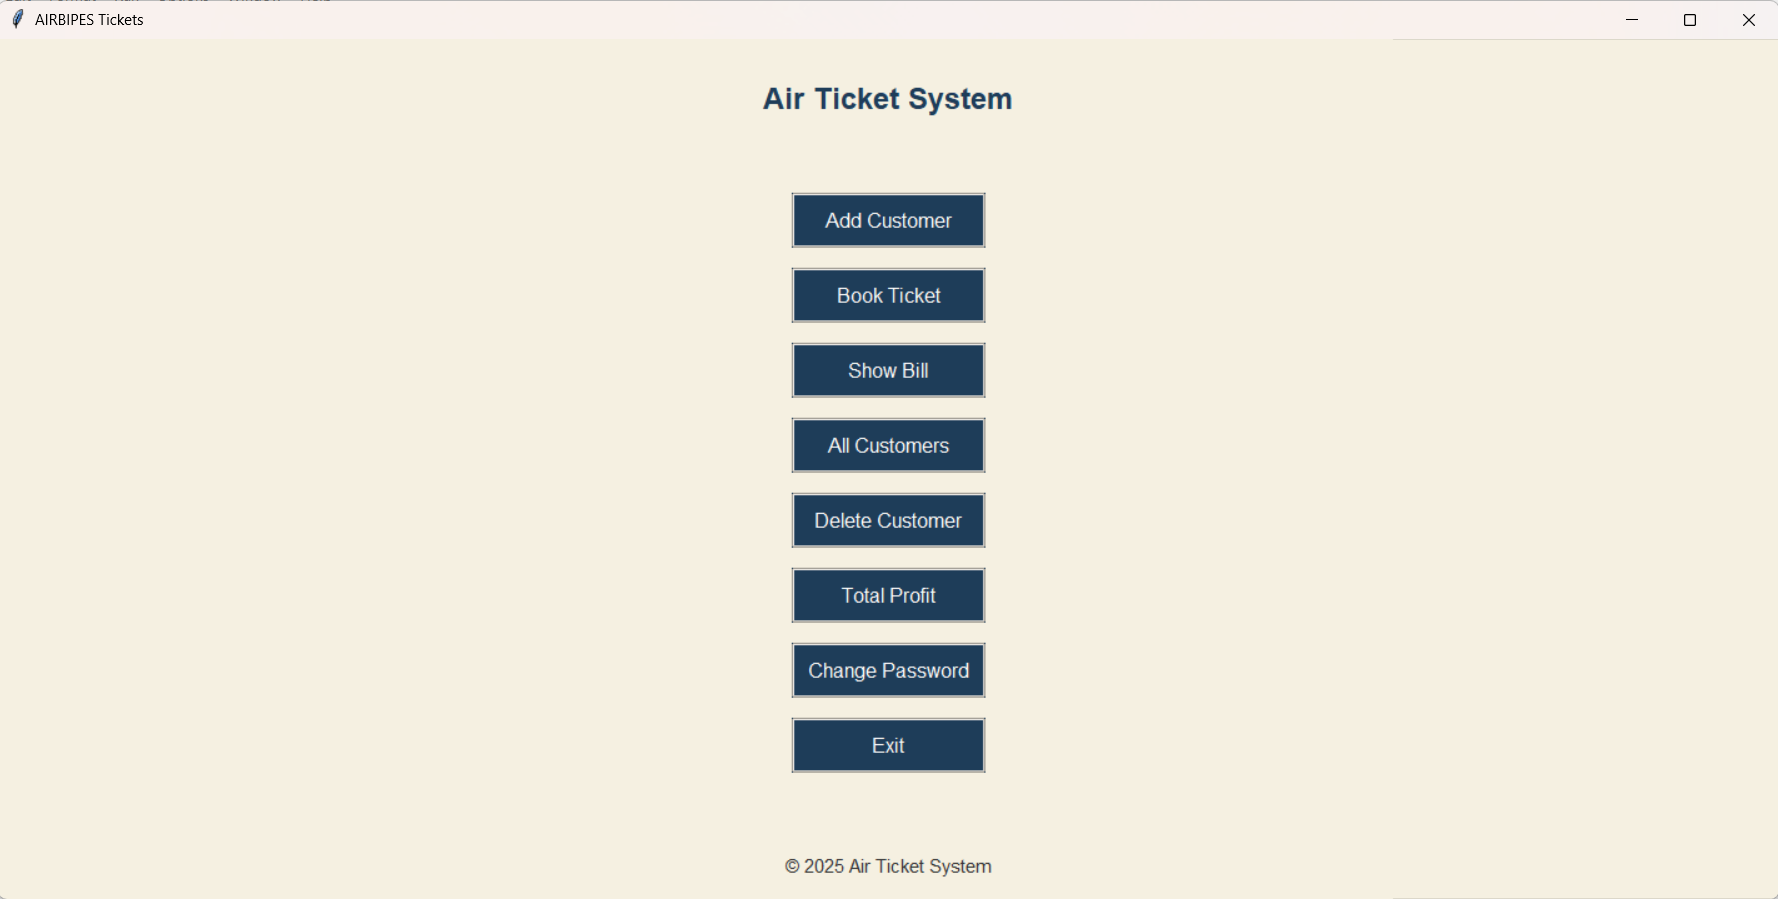 AIRBIPES Tickets
Air Ticket System
Add Customer
Book Ticket
Show Bill
All Customers
Delete Customer
Total Profit
Change Password
Exit
© 2025 Air Ticket System